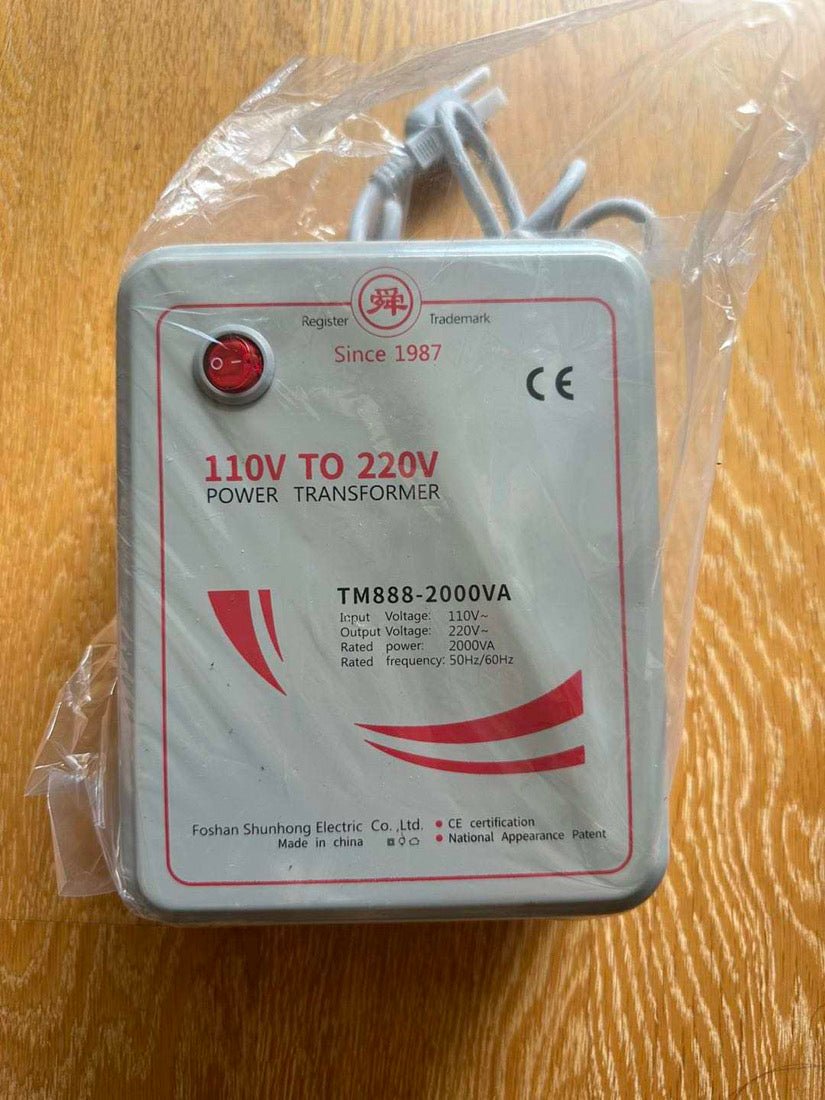 舜
Register Trademark
Since 1987
CE
110V TO 220V
POWER TRANSFORMER
TM888-2000VA
Input Voltage: 110V~
Output Voltage: 220V~
Rated power: 2000VA
Rated frequency: 50Hz/60Hz
Foshan Shunhong Electric Co.,Ltd.
Made in china
• CE certification
• National Appearance Patent